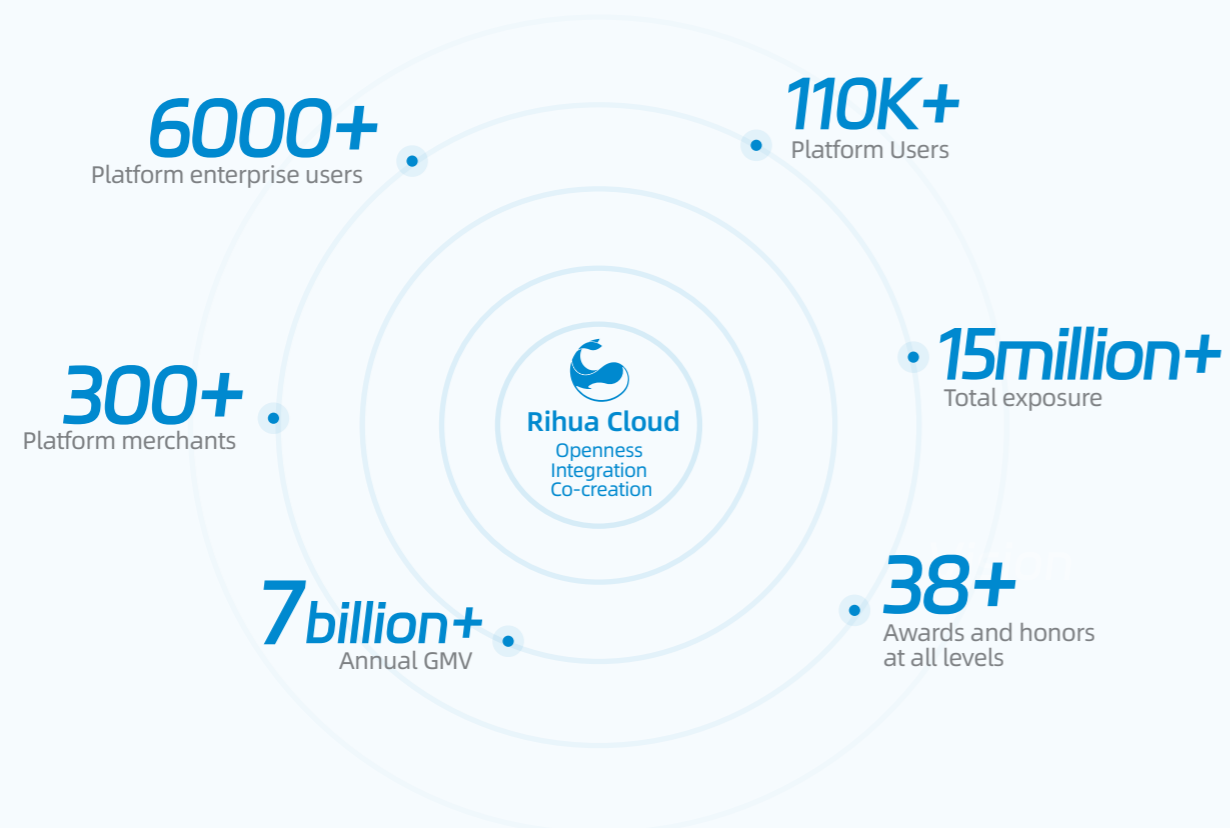 6000+
Platform enterprise users
110K+
Platform Users
300+
Platform merchants
Rihua Cloud
Openness
Integration
Co-creation
15million+
Total exposure
7billion+
Annual GMV
38+
Awards and honors
at all levels